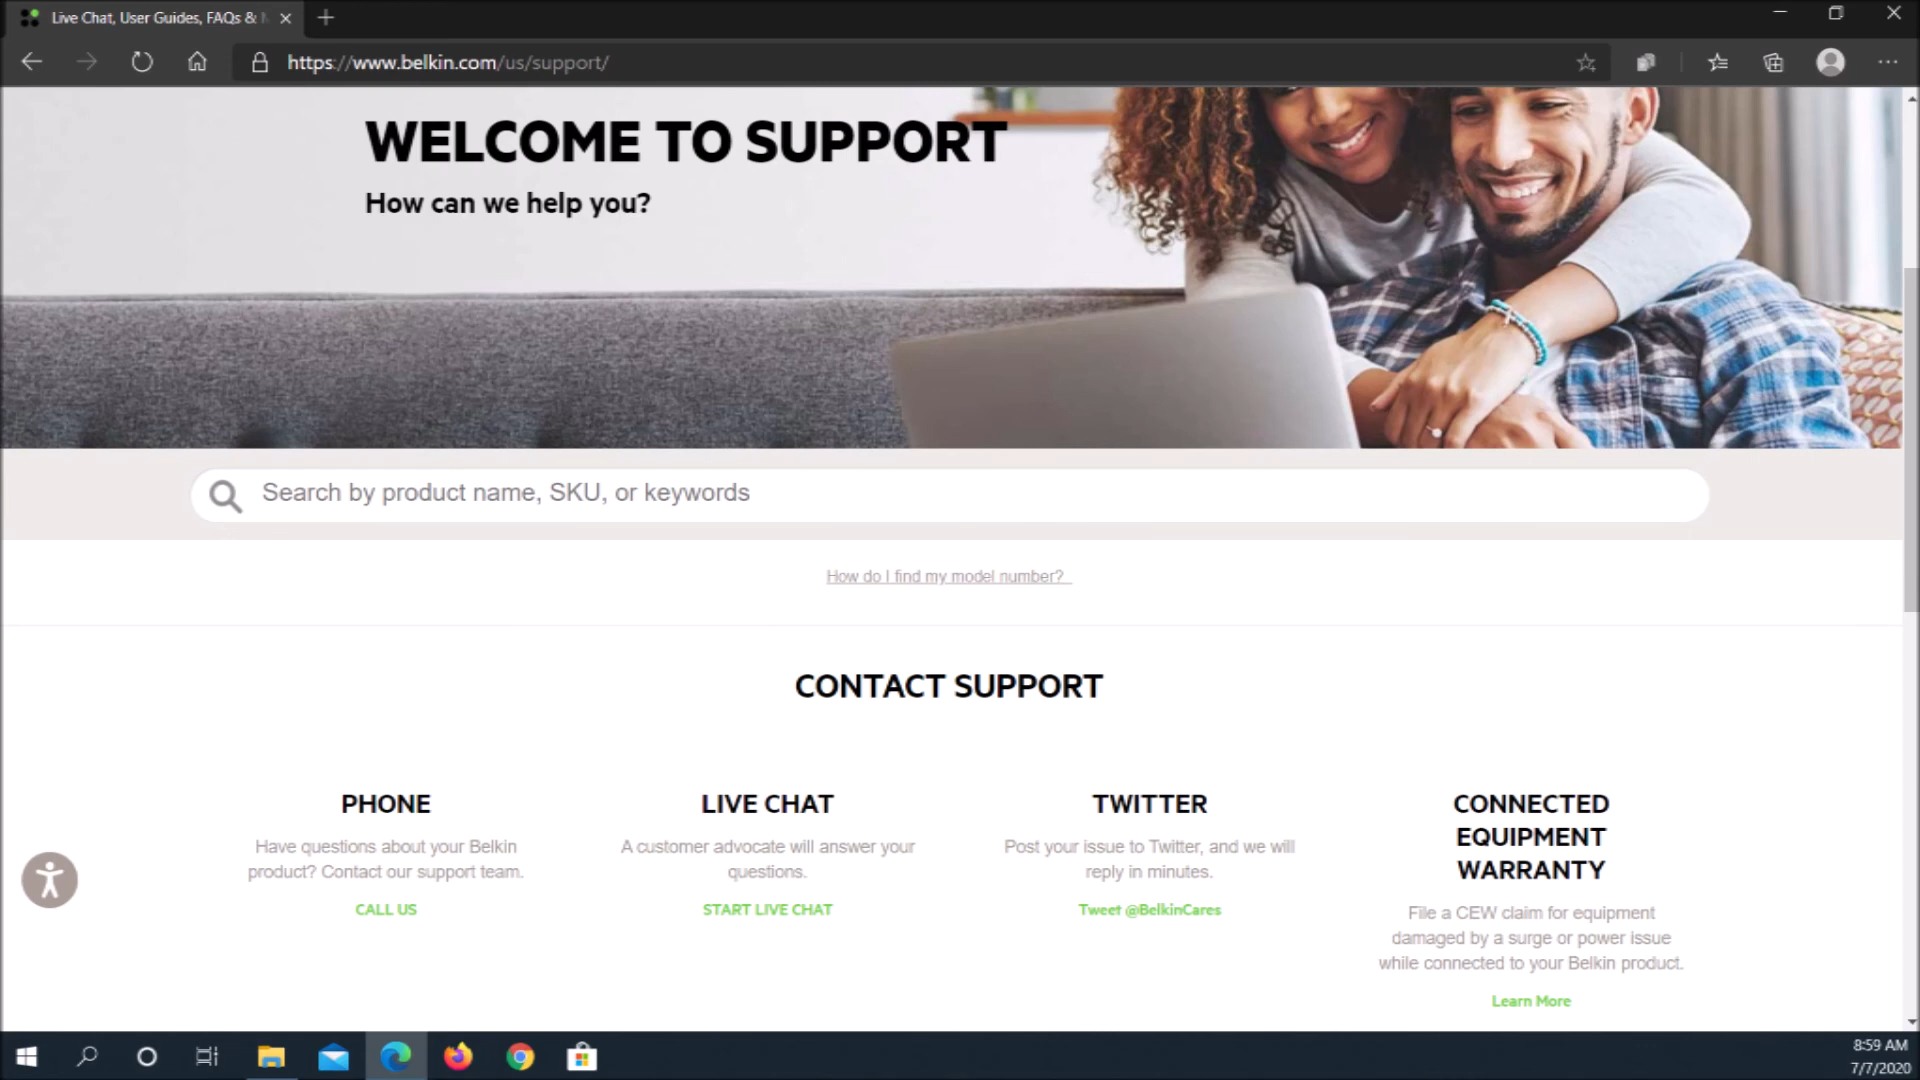 Live Chat, User Guides, FAQs &
https://www.belkin.com/us/support/
WELCOME TO SUPPORT
How can we help you?
Search by product name, SKU, or keywords
How do I find my model number?
CONTACT SUPPORT
PHONE
Have questions about your Belkin
product? Contact our support team.
CALL US
LIVE CHAT
A customer advocate will answer your
questions.
START LIVE CHAT
TWITTER
Post your issue to Twitter, and we will
reply in minutes.
Tweet @BelkinCares
CONNECTED
EQUIPMENT
WARRANTY
File a CEW claim for equipment
damaged by a surge or power issue
while connected to your Belkin product.
Learn More
8:59 AM
7/7/2020